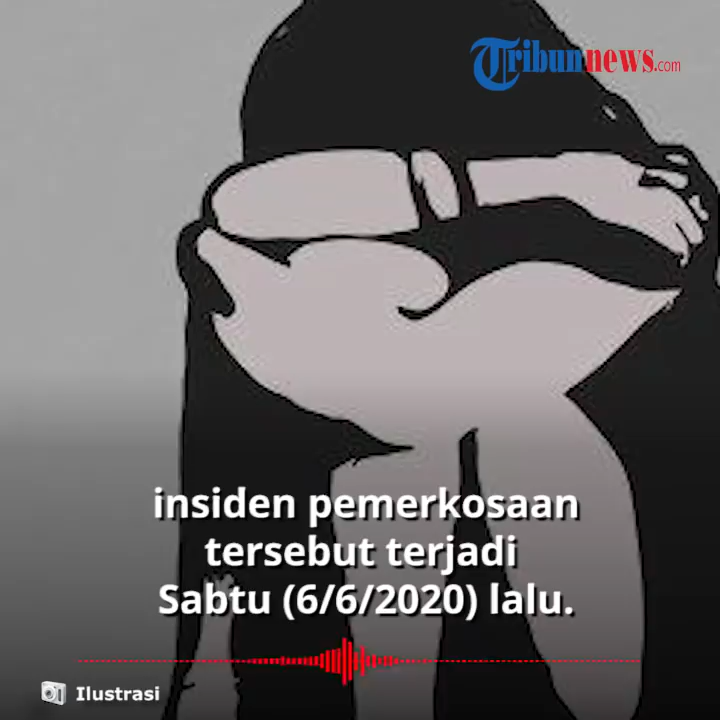 Tribunnews.com
insiden pemerkosaan
tersebut terjadi
Sabtu (6/6/2020) lalu.
Ilustrasi